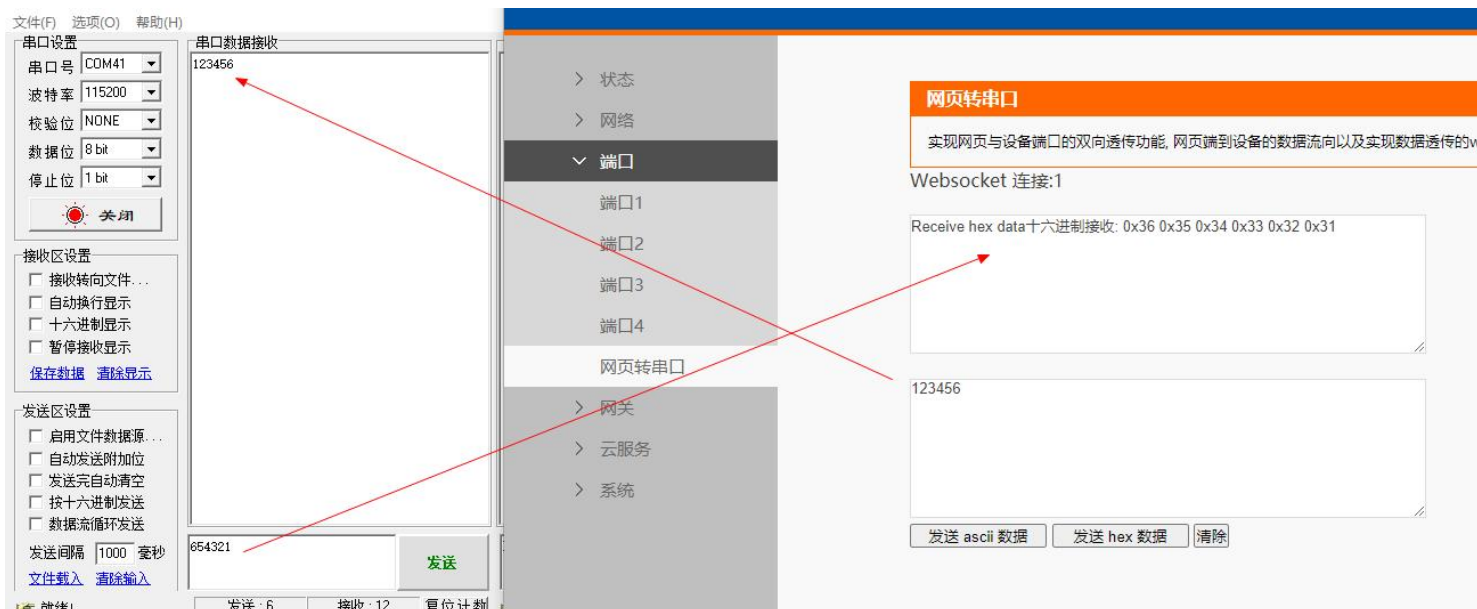 文件(F) 选项(O) 帮助(H)
串口设置
串口号 COM41
波特率 115200
校验位 NONE
数据位 8 bit
停止位 1 bit
关闭
接收区设置
接收转向文件...
自动换行显示
十六进制显示
暂停接收显示
保存数据 清除显示
发送区设置
启用文件数据源...
自动发送附加位
发送完自动清空
按十六进制发送
数据流循环发送
发送间隔 1000 毫秒
文件载入 清除输入
串口数据接收
123456
654321
发送
就绪!
发送:6 接收:12 复位计数
状态
网络
端口
端口1
端口2
端口3
端口4
网页转串口
网关
云服务
系统
网页转串口
实现网页与设备端口的双向透传功能, 网页端到设备的数据流向以及实现数据透传的w
Websocket 连接:1
Receive hex data十六进制接收: 0x36 0x35 0x34 0x33 0x32 0x31
123456
发送 ascii 数据 发送 hex 数据 清除